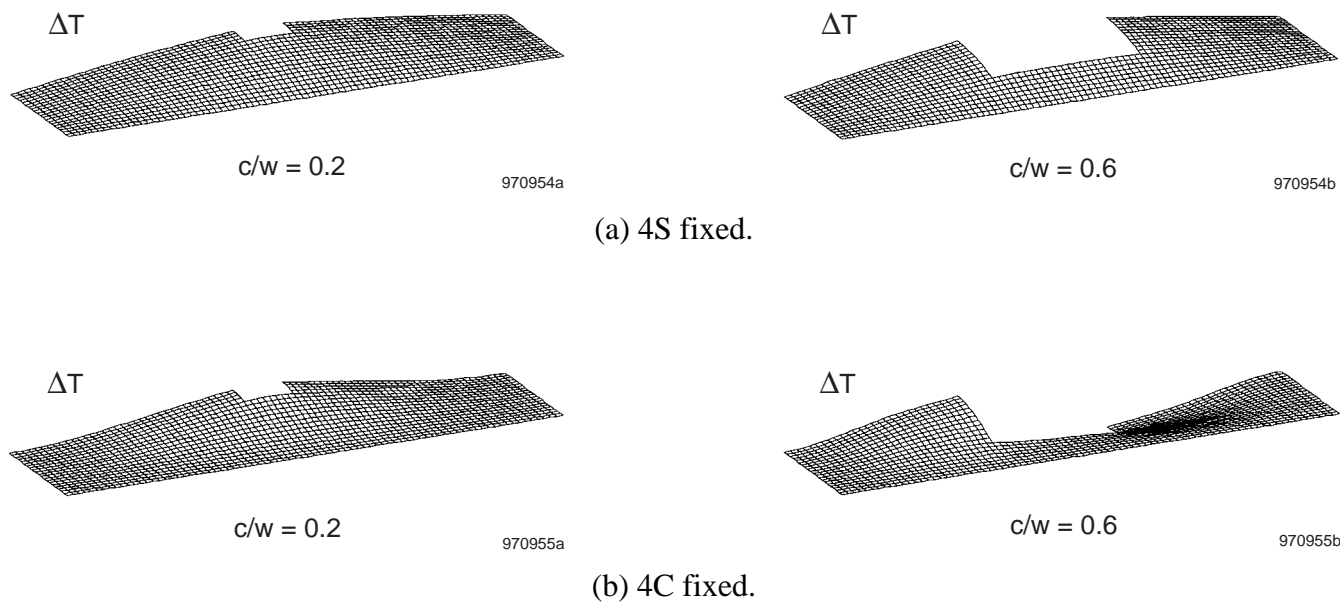 ΔT
ΔT
c/w = 0.2
970954a
c/w = 0.6
970954b
(a) 4S fixed.
ΔT
ΔT
c/w = 0.2
970955a
c/w = 0.6
970955b
(b) 4C fixed.